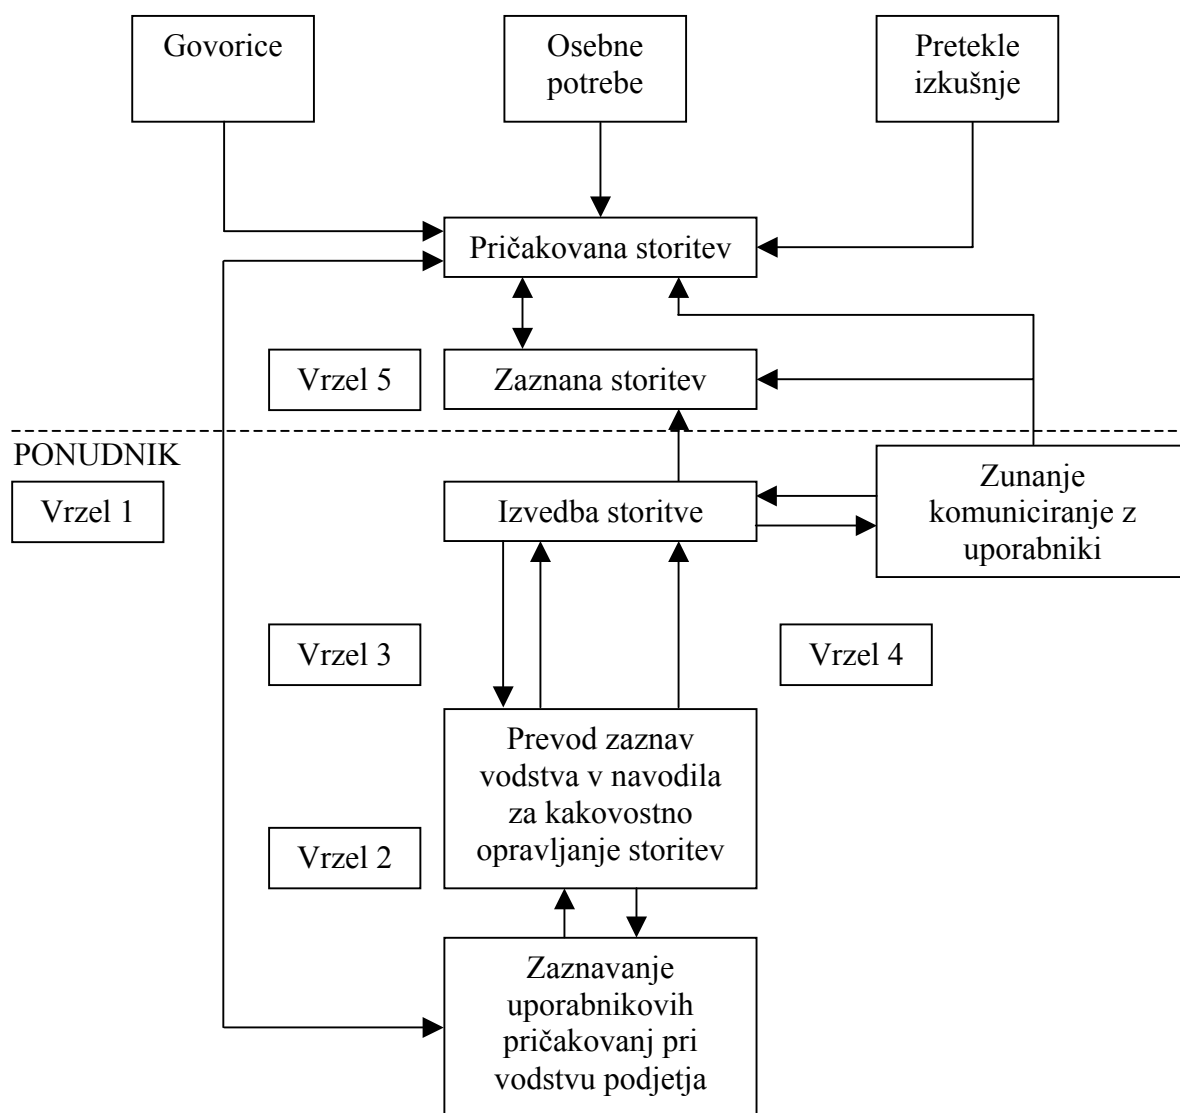 Govorice
Osebne
potrebe
Pretekle
izkušnje
Pričakovana storitev
Vrzel 5
Zaznana storitev
PONUDNIK
Vrzel 1
Izvedba storitve
Zunanje
komuniciranje z
uporabniki
Vrzel 3
Vrzel 4
Prevod zaznav
vodstva v navodila
za kakovostno
opravljanje storitev
Vrzel 2
Zaznavanje
uporabnikovih
pričakovanj pri
vodstvu podjetja